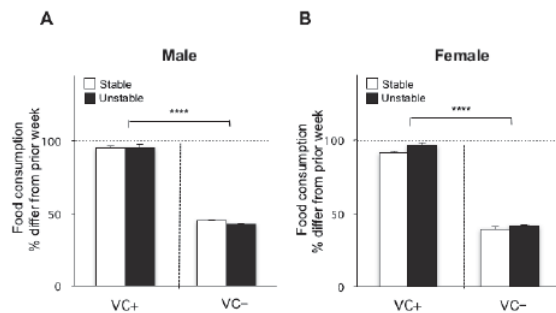 A
Male
Stable
Unstable
****
Food consumption
% differ from prior week
100
50
0
VC+
VC−
B
Female
Stable
Unstable
****
Food consumption
% differ from prior week
100
50
0
VC+
VC−